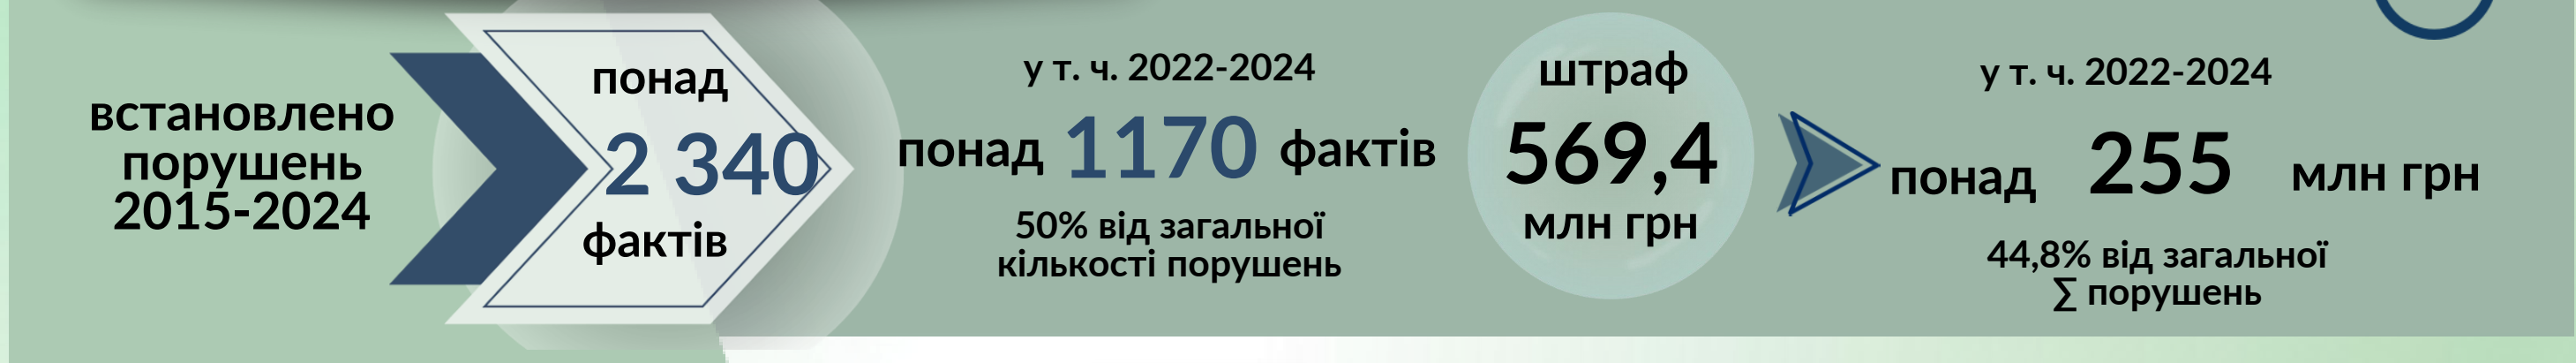 встановлено
порушень
2015-2024
понад
2 340
фактів
у т. ч. 2022-2024
понад 1170 фактів
50% від загальної
кількості порушень
штраф
569,4
млн грн
у т. ч. 2022-2024
понад 255 млн грн
44,8% від загальної
∑ порушень